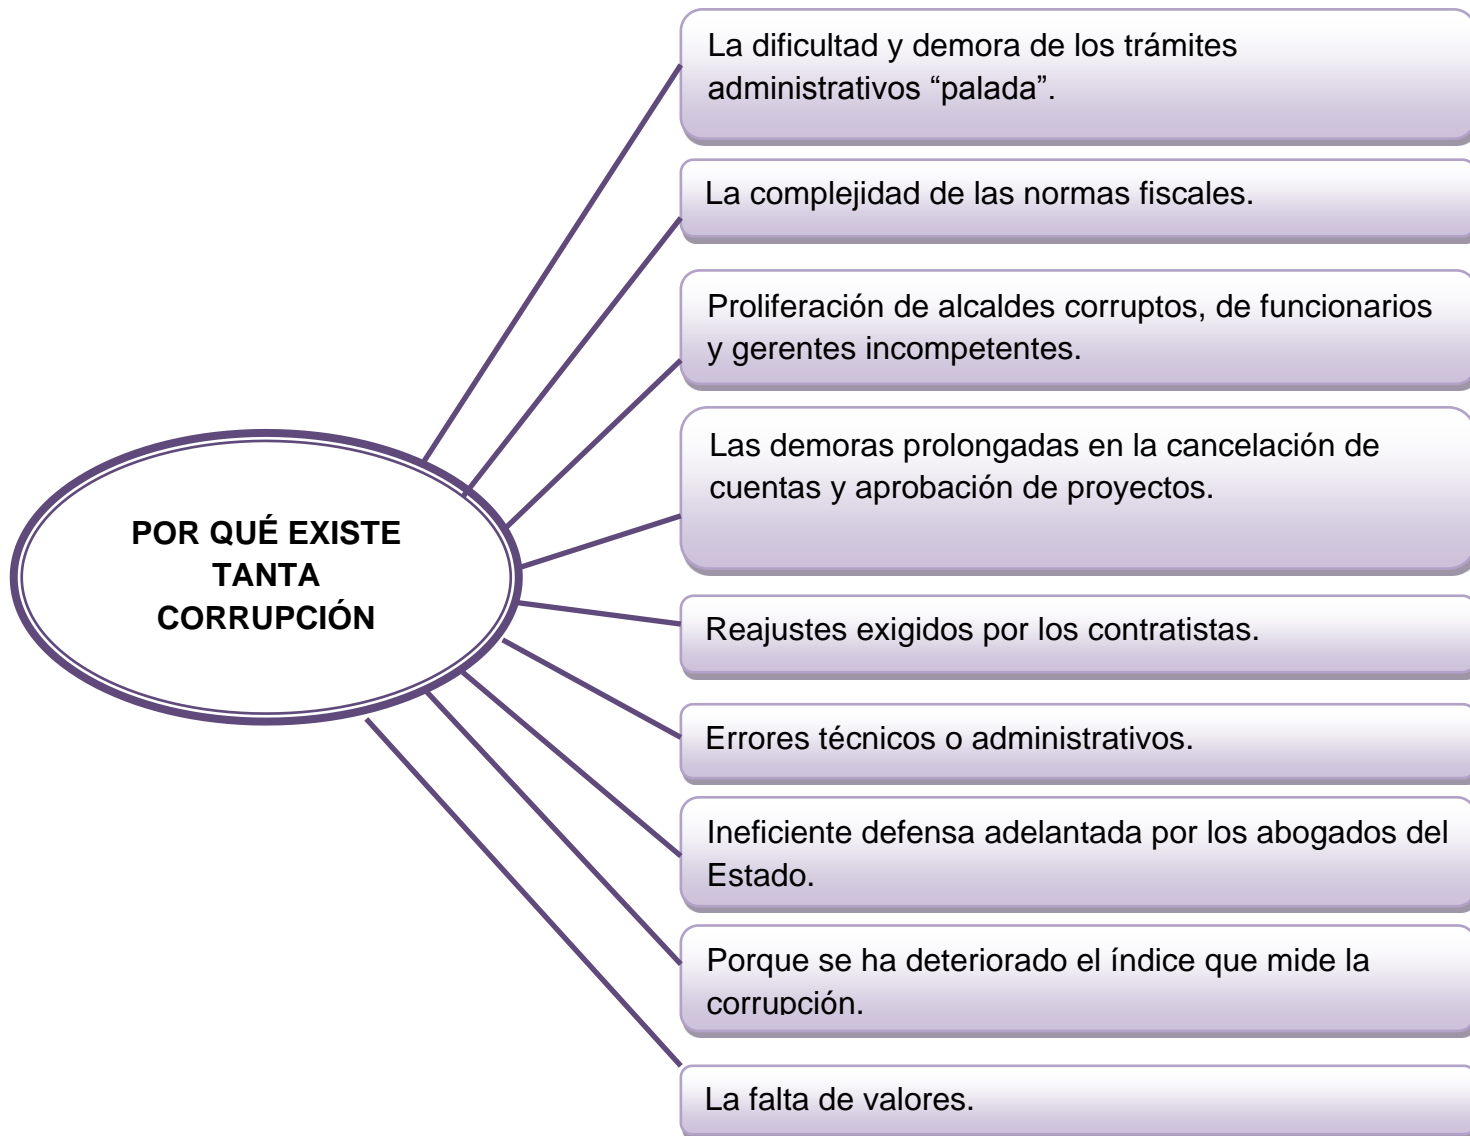 La dificultad y demora de los trámites
administrativos “palada”.
La complejidad de las normas fiscales.
Proliferación de alcaldes corruptos, de funcionarios
y gerentes incompetentes.
Las demoras prolongadas en la cancelación de
cuentas y aprobación de proyectos.
POR QUÉ EXISTE
TANTA
CORRUPCIÓN
Reajustes exigidos por los contratistas.
Errores técnicos o administrativos.
Ineficiente defensa adelantada por los abogados del
Estado.
Porque se ha deteriorado el índice que mide la
corrupción.
La falta de valores.